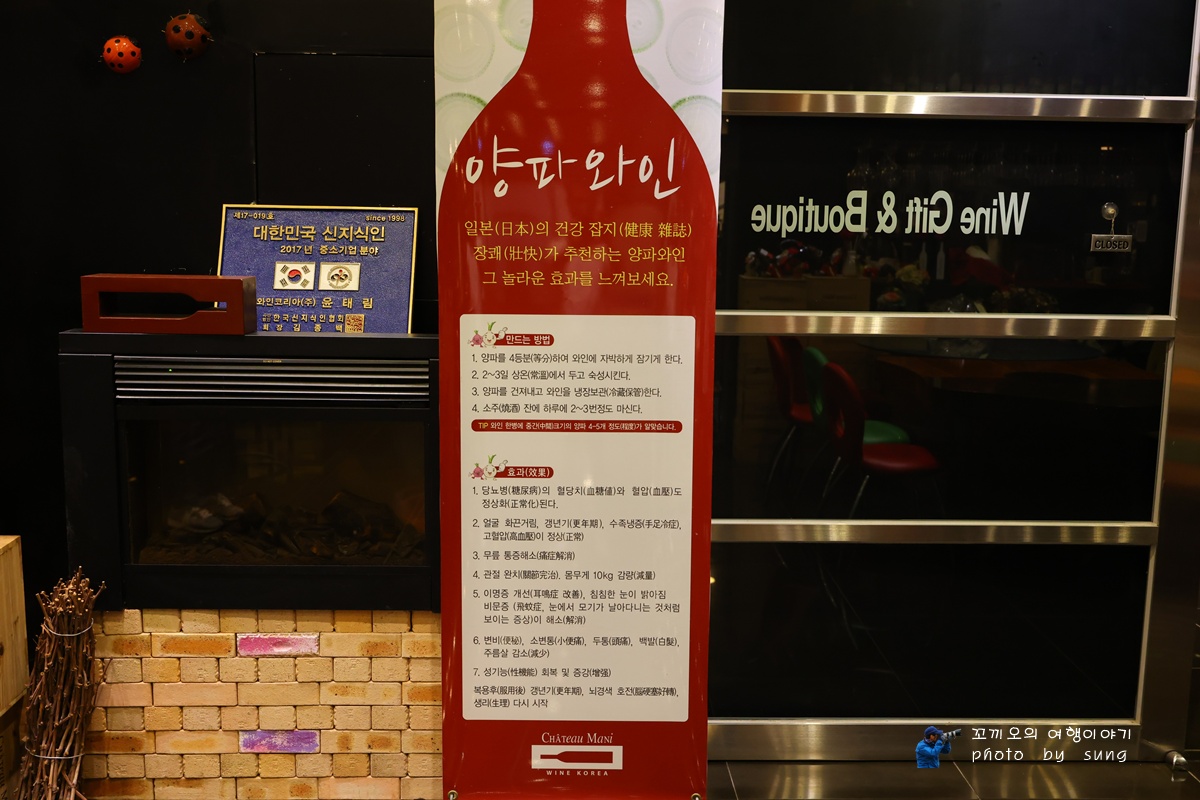 제17-019호
since 1998
대한민국 신지식인
2017년 중소기업 분야
와인코리아(주) 윤태림
한국신지식인협회
회장 김종백
양파와인
일본(日本)의 건강 잡지(健康 雜誌)
장쾌(壯快)가 추천하는 양파와인
그 놀라운 효과를 느껴보세요.
만드는 방법
1. 양파를 4등분(等分)하여 와인에 자박하게 잠기게 한다.
2. 2~3일 상온(常溫)에서 두고 숙성시킨다.
3. 양파를 건져내고 와인을 냉장보관(冷藏保管)한다.
4. 소주(燒酒) 잔에 하루에 2~3번정도 마신다.
TIP 와인 한병에 중간(中間)크기의 양파 4~5개 정도(程度)가 알맞습니다.
효과(效果)
1. 당뇨병(糖尿病)의 혈당치(血糖値)와 혈압(血壓)도
정상화(正常化)된다.
2. 얼굴 화끈거림, 갱년기(更年期), 수족냉증(手足冷症),
고혈압(高血壓)이 정상(正常)
3. 무릎 통증해소(痛症解消)
4. 관절 완치(關節完治), 몸무게 10kg 감량(減量)
5. 이명증 개선(耳鳴症 改善), 침침한 눈이 밝아짐
비문증 (飛蚊症, 눈에서 모기가 날아다니는 것처럼
보이는 증상)이 해소(解消)
6. 변비(便秘), 소변통(小便痛), 두통(頭痛), 백발(白髮),
주름살 감소(減少)
7. 성기능(性機能) 회복 및 증강(增强)
복용후(服用後) 갱년기(更年期), 뇌경색 호전(腦硬塞好轉),
생리(生理) 다시 시작
Château Mani
WINE KOREA
Wine Gift & Boutique
CLOSED
꼬끼오의 여행이야기
photo by sung